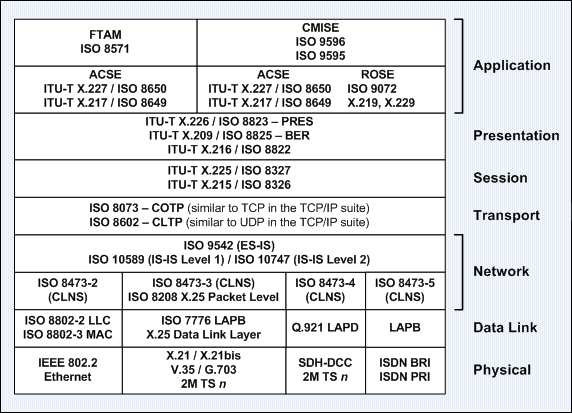 FTAM
ISO 8571
CMISE
ISO 9596
ISO 9595
Application
ACSE
ITU-T X.227 / ISO 8650
ITU-T X.217 / ISO 8649
ACSE
ITU-T X.227 / ISO 8650
ITU-T X.217 / ISO 8649
ROSE
ISO 9072
X.219, X.229
ITU-T X.226 / ISO 8823 – PRES
ITU-T X.209 / ISO 8825 – BER
ITU-T X.216 / ISO 8822
Presentation
ITU-T X.225 / ISO 8327
ITU-T X.215 / ISO 8326
Session
ISO 8073 – COTP (similar to TCP in the TCP/IP suite)
ISO 8602 – CLTP (similar to UDP in the TCP/IP suite)
Transport
ISO 9542 (ES-IS)
ISO 10589 (IS-IS Level 1) / ISO 10747 (IS-IS Level 2)
Network
ISO 8473-2
(CLNS)
ISO 8473-3 (CLNS)
ISO 8208 X.25 Packet Level
ISO 8473-4
(CLNS)
ISO 8473-5
(CLNS)
ISO 8802-2 LLC
ISO 8802-3 MAC
ISO 7776 LAPB
X.25 Data Link Layer
Q.921 LAPD
LAPB
Data Link
IEEE 802.2
Ethernet
X.21 / X.21bis
V.35 / G.703
2M TS n
SDH-DCC
2M TS n
ISDN BRI
ISDN PRI
Physical